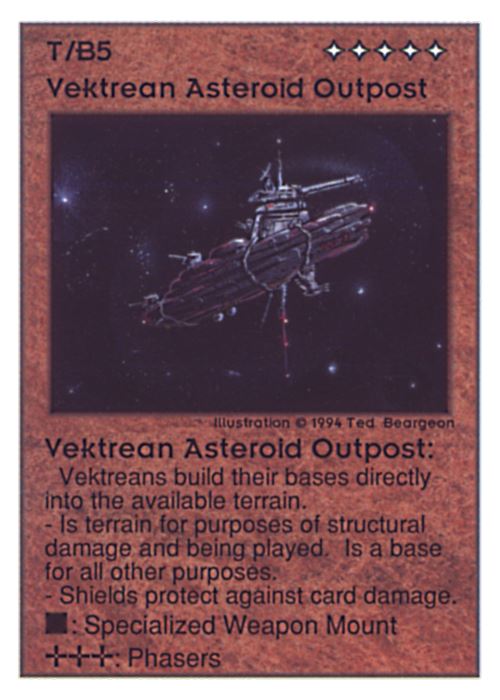 T/B5
Vektrean Asteroid Outpost
Illustration © 1994 Ted Beargeon
Vektrean Asteroid Outpost:
Vektreans build their bases directly
into the available terrain.
- Is terrain for purposes of structural
damage and being played. Is a base
for all other purposes.
- Shields protect against card damage.
: Specialized Weapon Mount
: Phasers